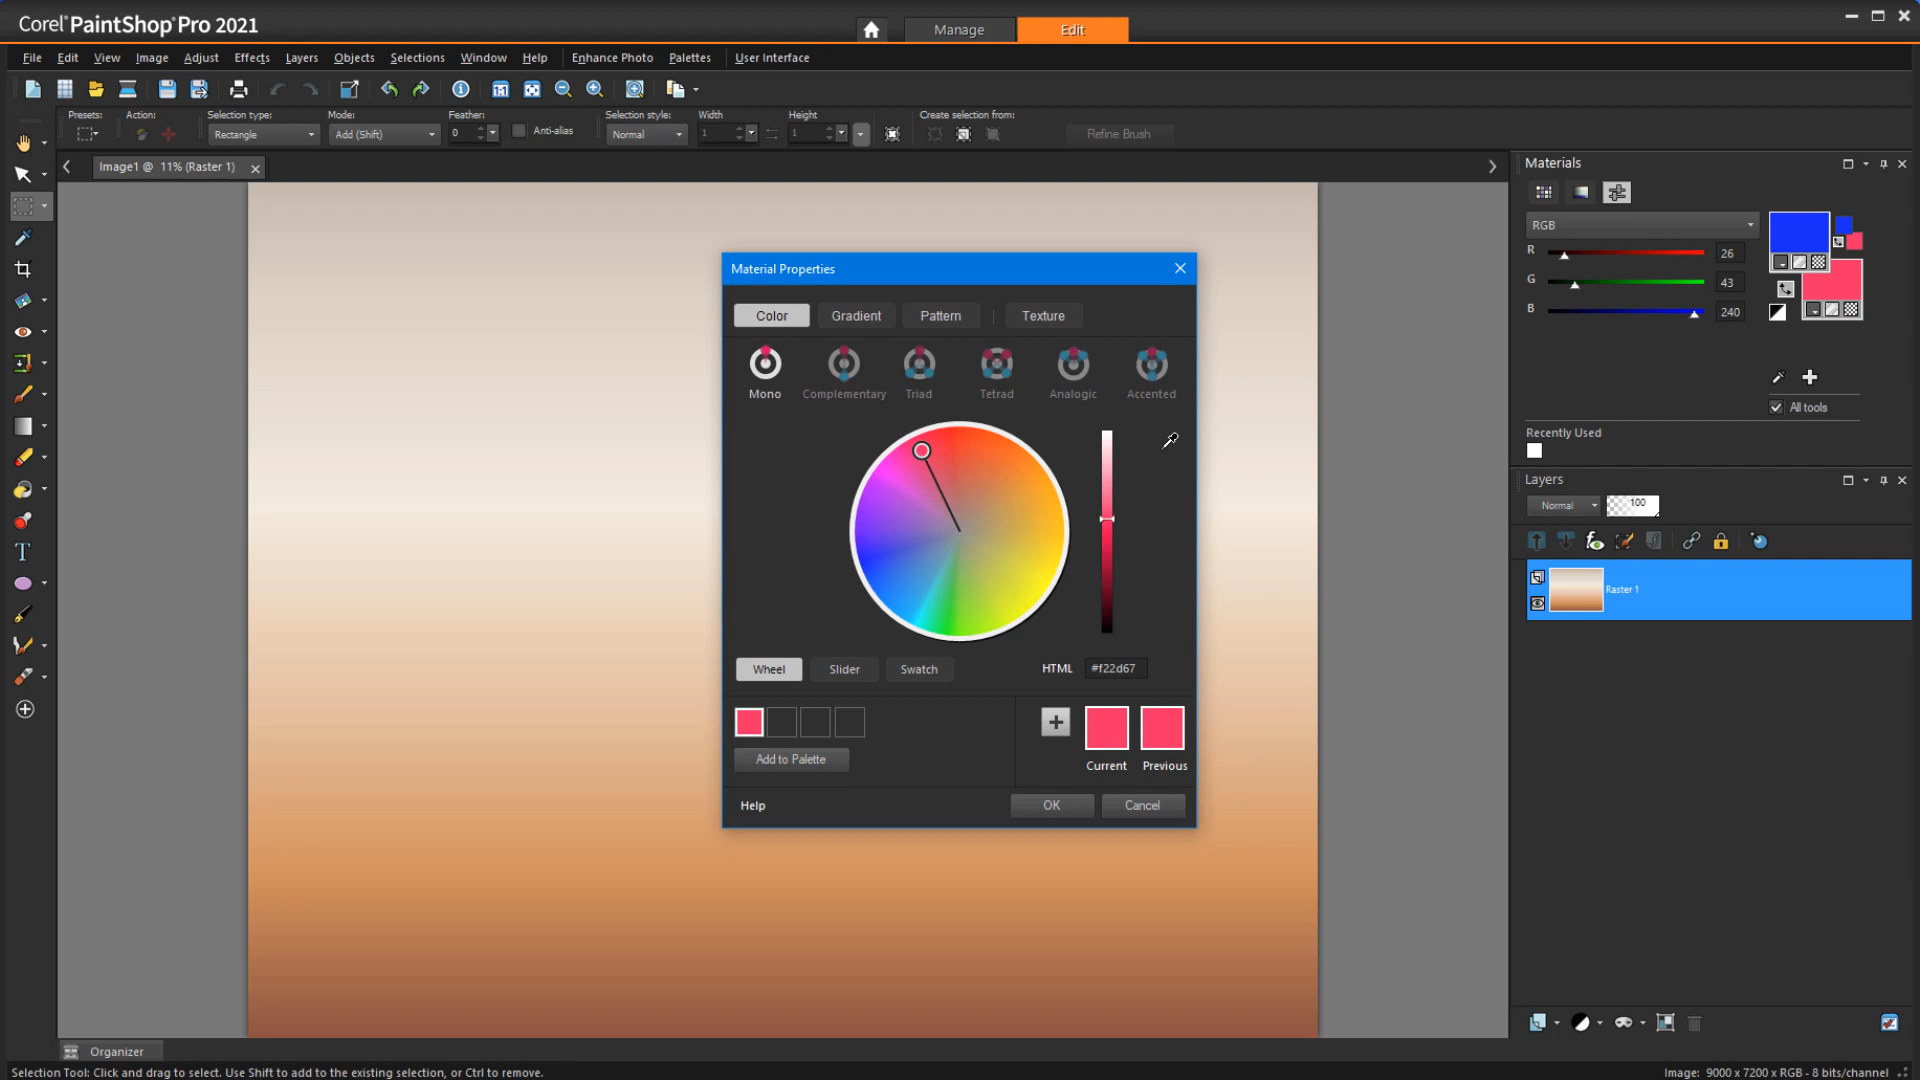 Corel® PaintShop® Pro 2021
Manage
Edit
File Edit View Image Adjust Effects Layers Objects Selections Window Help Enhance Photo Palettes User Interface
Presets: Action: Selection type: Mode: Feather: Selection style: Width Height Create selection from:
Rectangle Add (Shift) 0 Anti-alias Normal 1 1 Refine Brush
Image1 @ 11% (Raster 1)
Materials
RGB
R 26
G 43
B 240
All tools
Recently Used
Layers
Normal 100
Raster 1
Material Properties
Color Gradient Pattern Texture
Mono Complementary Triad Tetrad Analogic Accented
Wheel Slider Swatch HTML #f22d67
Add to Palette
Current Previous
Help OK Cancel
Organizer
Selection Tool: Click and drag to select. Use Shift to add to the existing selection, or Ctrl to remove.
Image: 9000 x 7200 x RGB - 8 bits/channel